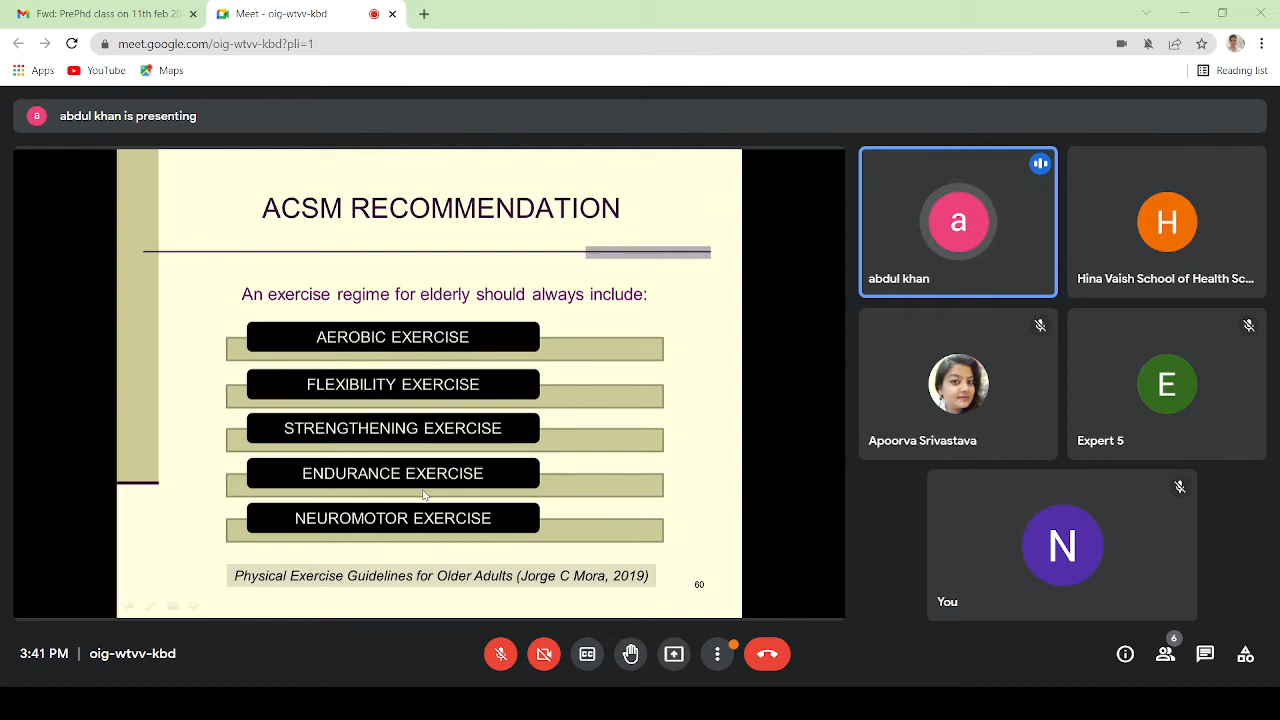 Fwd: PrePhd class on 11th feb 20
Meet - oig-wtvv-kbd
meet.google.com/oig-wtvv-kbd?pli=1
Apps
YouTube
Maps
Reading list
a
abdul khan is presenting
ACSM RECOMMENDATION
An exercise regime for elderly should always include:
AEROBIC EXERCISE
FLEXIBILITY EXERCISE
STRENGTHENING EXERCISE
ENDURANCE EXERCISE
NEUROMOTOR EXERCISE
Physical Exercise Guidelines for Older Adults (Jorge C Mora, 2019)
60
a
abdul khan
H
Hina Vaish School of Health Sc...
Apoorva Srivastava
E
Expert 5
N
You
3:41 PM | oig-wtvv-kbd
CC
6